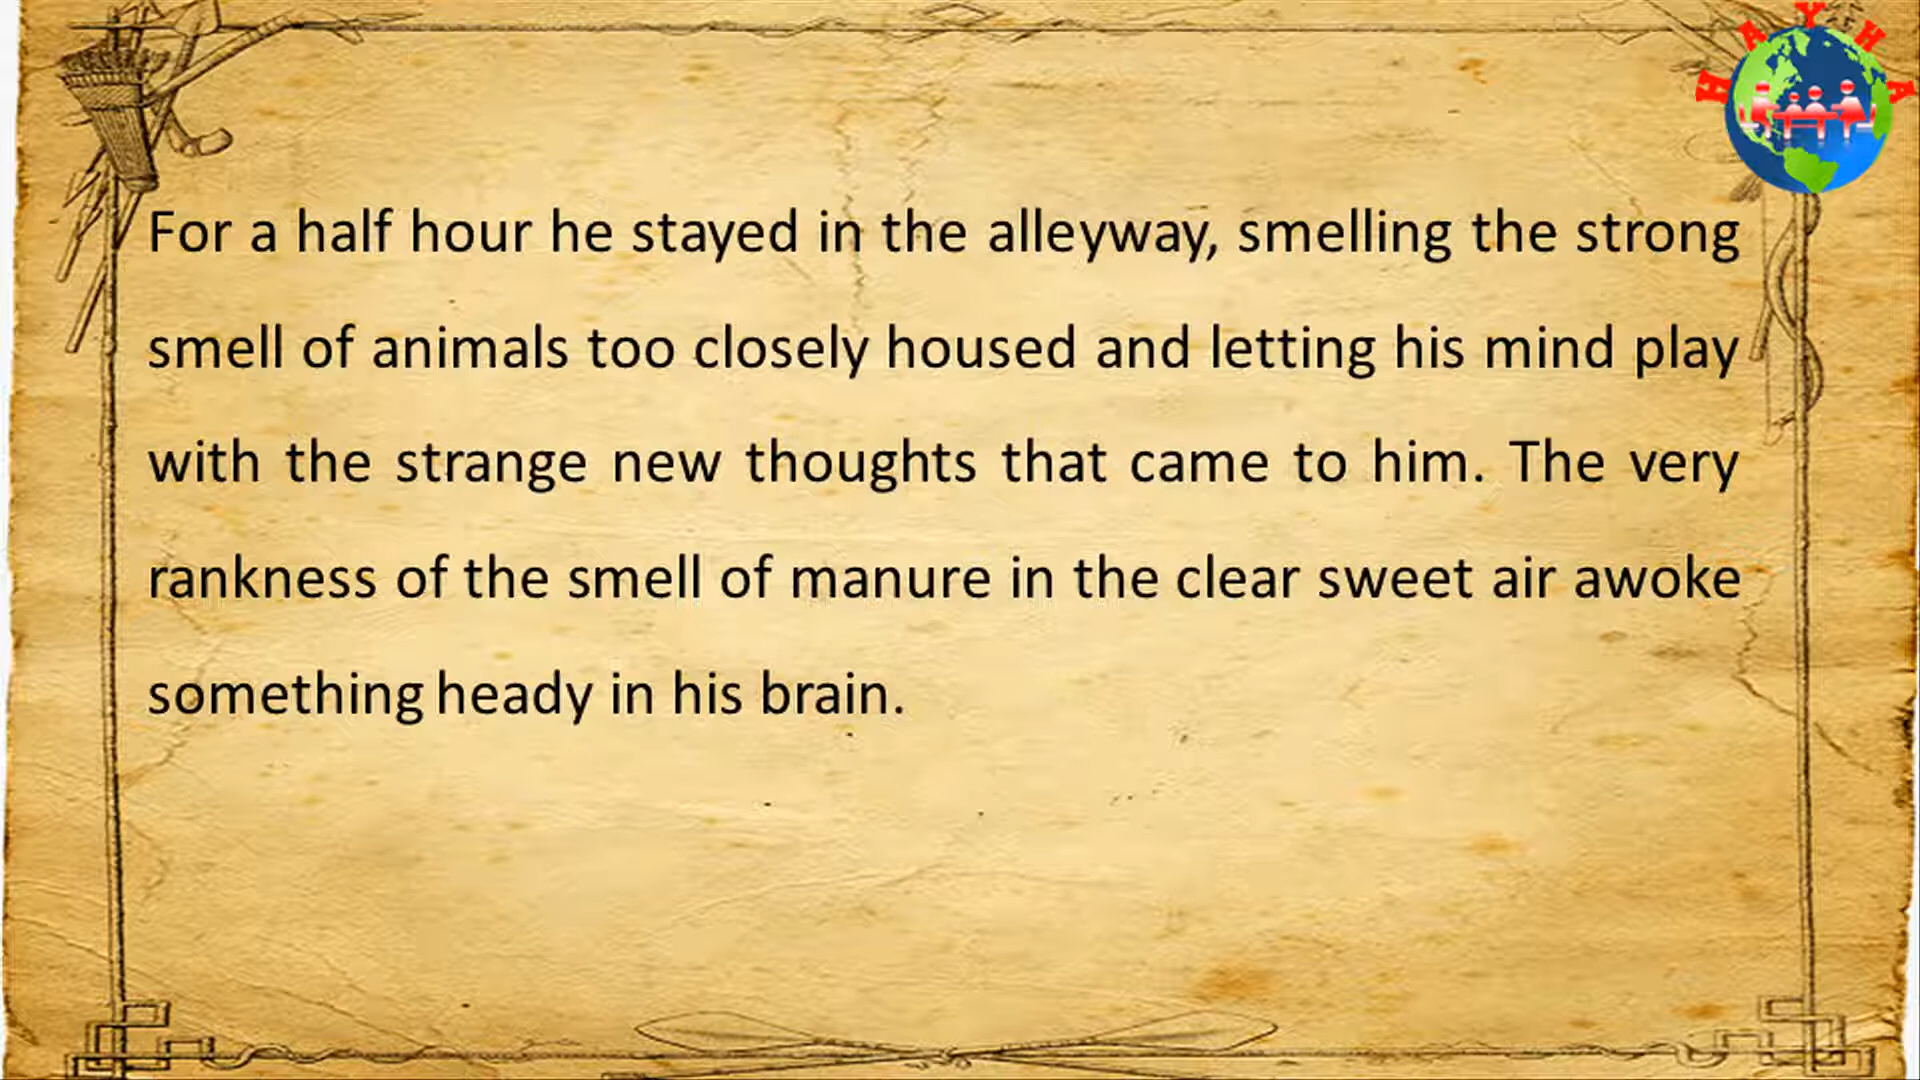 HAYHA
For a half hour he stayed in the alleyway, smelling the strong
smell of animals too closely housed and letting his mind play
with the strange new thoughts that came to him. The very
rankness of the smell of manure in the clear sweet air awoke
something heady in his brain.